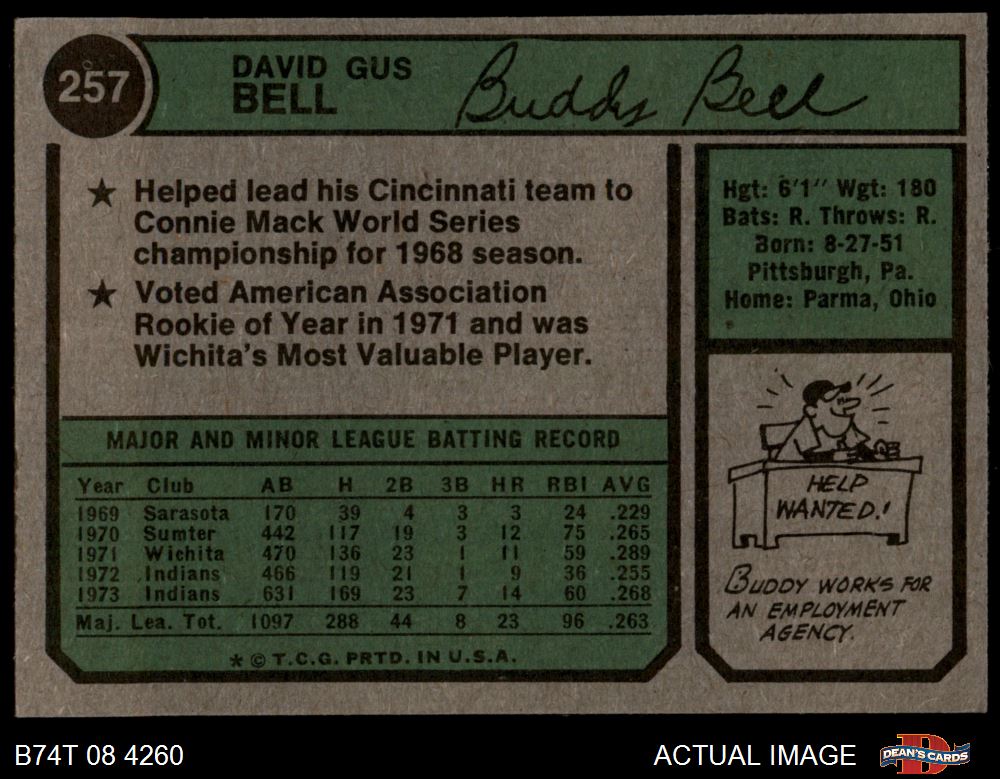 257
DAVID GUS
BELL
Buddy Bell
★ Helped lead his Cincinnati team to
Connie Mack World Series
championship for 1968 season.
★ Voted American Association
Rookie of Year in 1971 and was
Wichita's Most Valuable Player.
Hgt: 6'1" Wgt: 180
Bats: R. Throws: R.
Born: 8-27-51
Pittsburgh, Pa.
Home: Parma, Ohio
MAJOR AND MINOR LEAGUE BATTING RECORD
Year Club AB H 2B 3B HR RBI AVG
1969 Sarasota 170 39 4 3 3 24 .229
1970 Sumter 442 117 19 3 12 75 .265
1971 Wichita 470 136 23 1 11 59 .289
1972 Indians 466 119 21 1 9 36 .255
1973 Indians 631 169 23 7 14 60 .268
Maj. Lea. Tot. 1097 288 44 8 23 96 .263
* © T.C.G. PRTD. IN U.S.A.
HELP
WANTED!
BUDDY WORKS FOR
AN EMPLOYMENT
AGENCY.
B74T 08 4260
ACTUAL IMAGE
DEAN'S CARDS